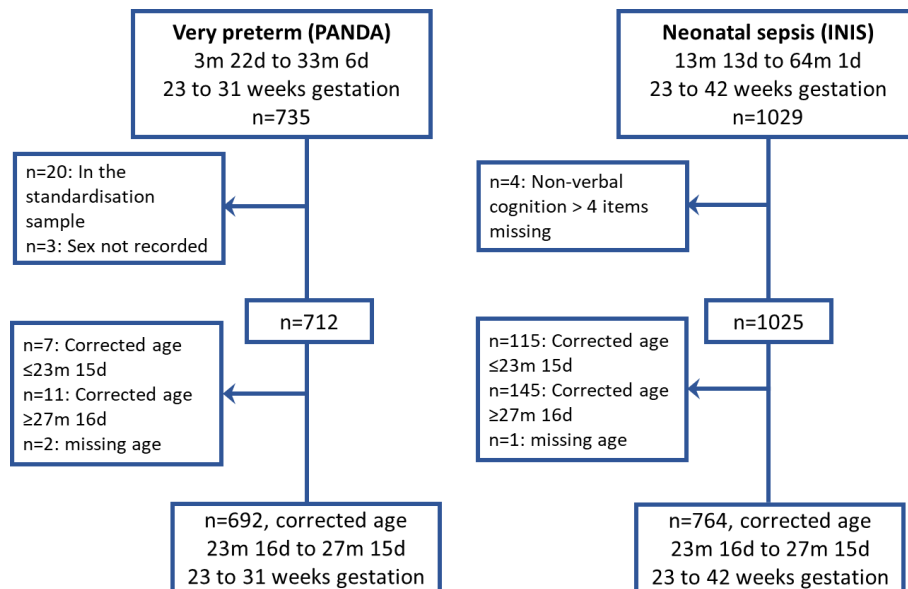 Very preterm (PANDA)
3m 22d to 33m 6d
23 to 31 weeks gestation
n=735
n=20: In the
standardisation
sample
n=3: Sex not recorded
n=712
n=7: Corrected age
≤23m 15d
n=11: Corrected age
≥27m 16d
n=2: missing age
n=692, corrected age
23m 16d to 27m 15d
23 to 31 weeks gestation
Neonatal sepsis (INIS)
13m 13d to 64m 1d
23 to 42 weeks gestation
n=1029
n=4: Non-verbal
cognition > 4 items
missing
n=1025
n=115: Corrected age
≤23m 15d
n=145: Corrected age
≥27m 16d
n=1: missing age
n=764, corrected age
23m 16d to 27m 15d
23 to 42 weeks gestation